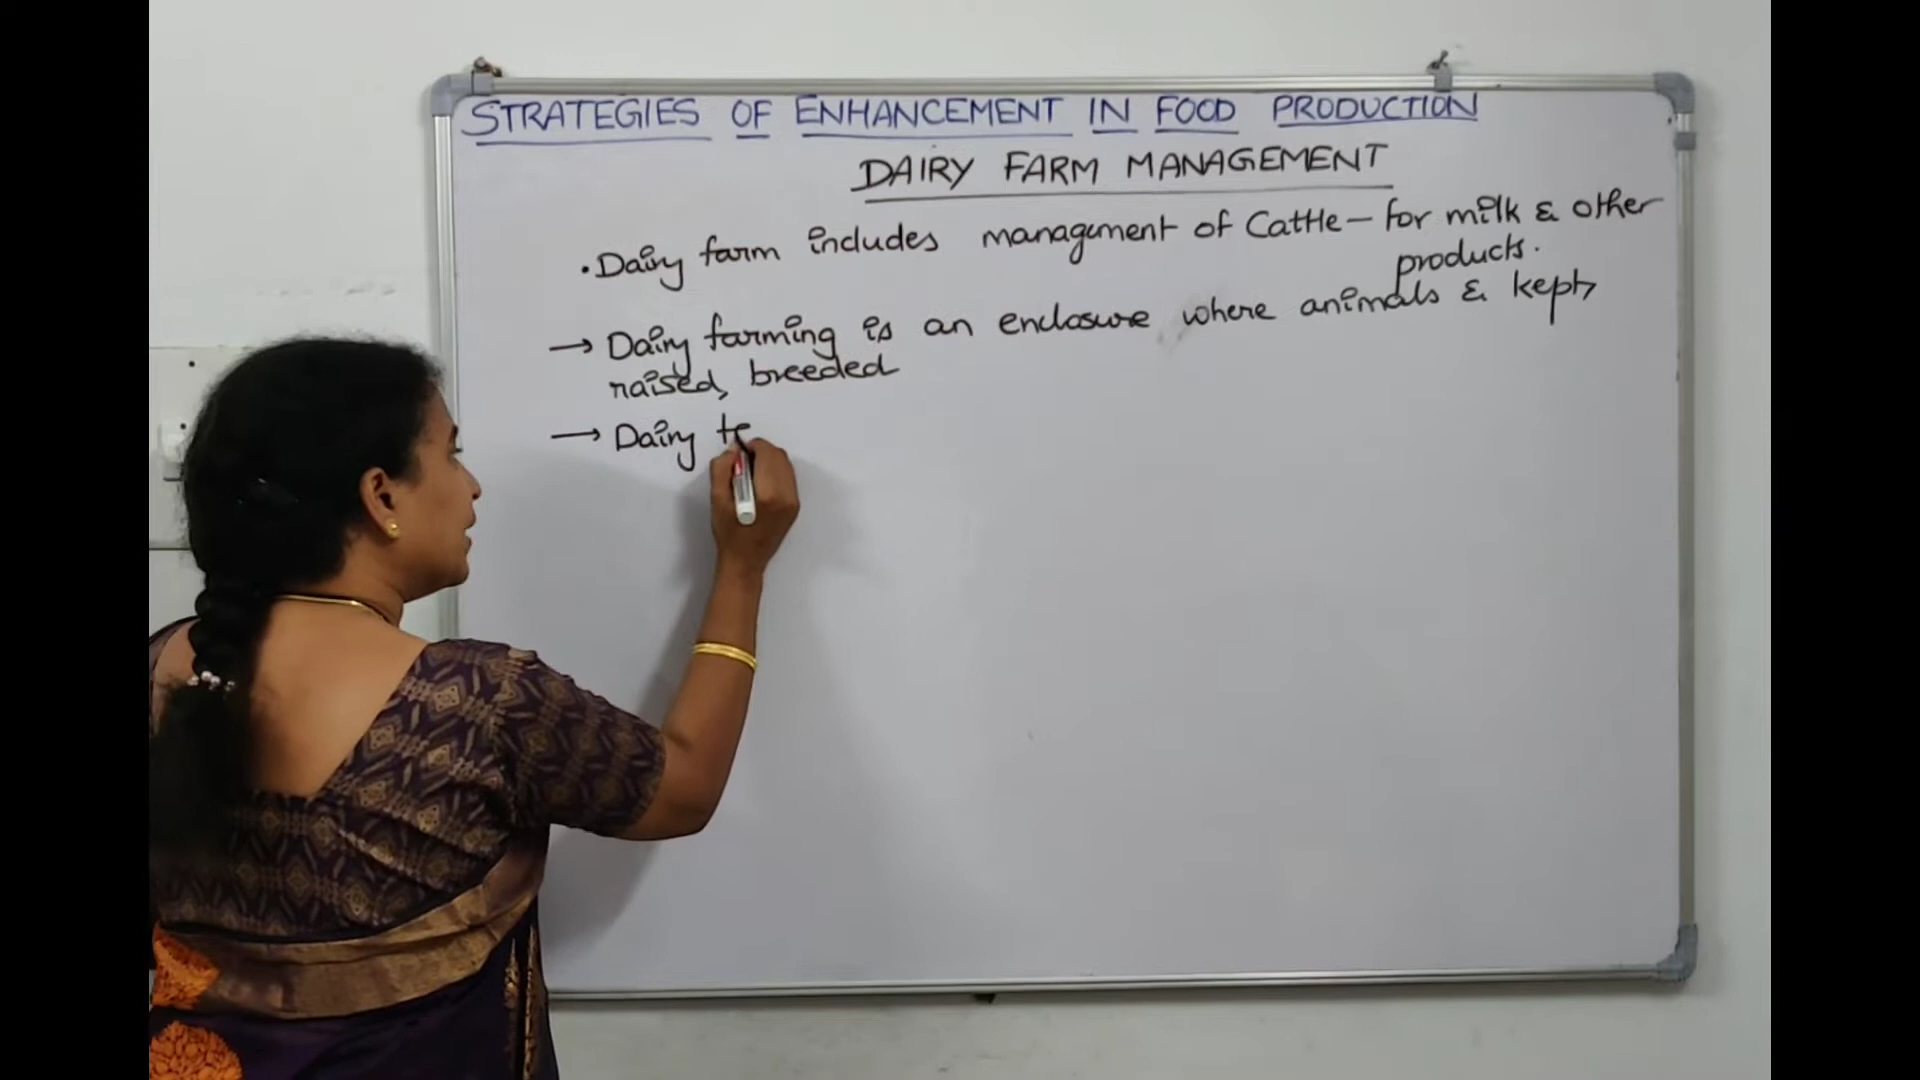 STRATEGIES OF ENHANCEMENT IN FOOD PRODUCTION
DAIRY FARM MANAGEMENT
• Dairy farm includes management of Cattle – for milk & other
products.
→ Dairy farming is an enclosure where animals & kept,
raised, breeded
→ Dairy te